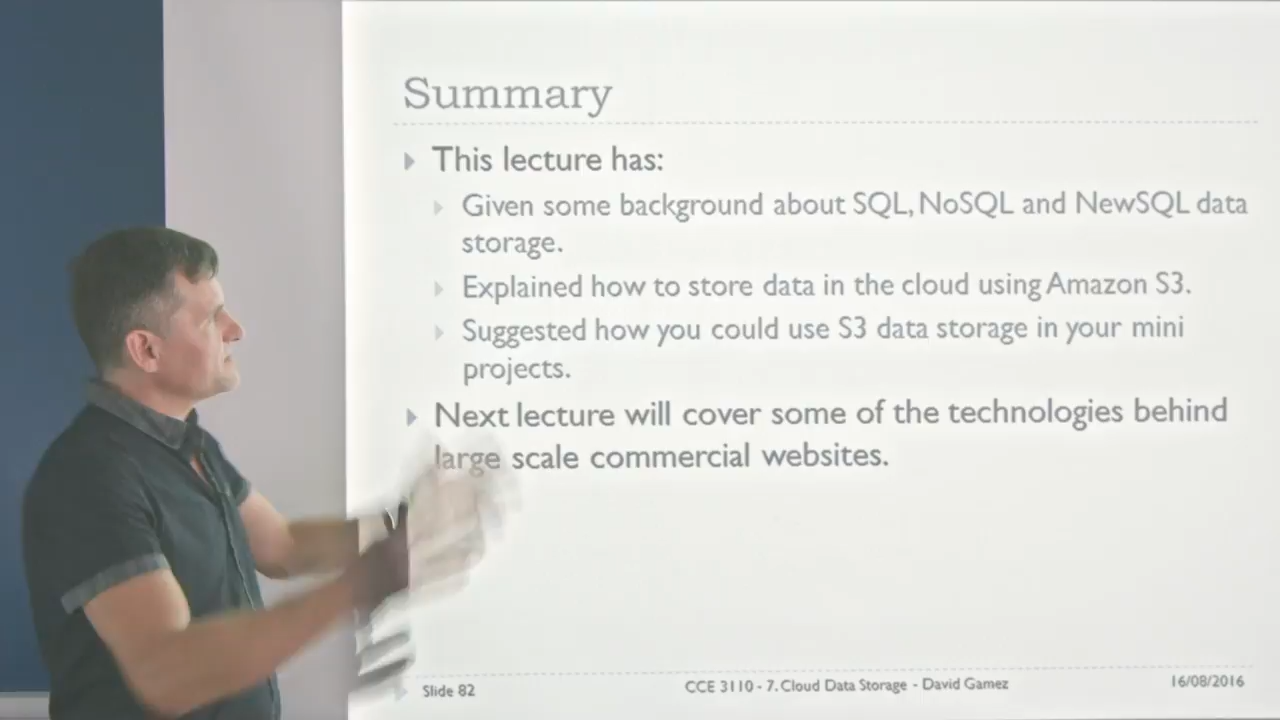 Summary
This lecture has:
Given some background about SQL, NoSQL and NewSQL data
storage.
Explained how to store data in the cloud using Amazon S3.
Suggested how you could use S3 data storage in your mini
projects.
Next lecture will cover some of the technologies behind
large scale commercial websites.
Slide 82
CCE 3110 - 7. Cloud Data Storage - David Gamez
16/08/2016